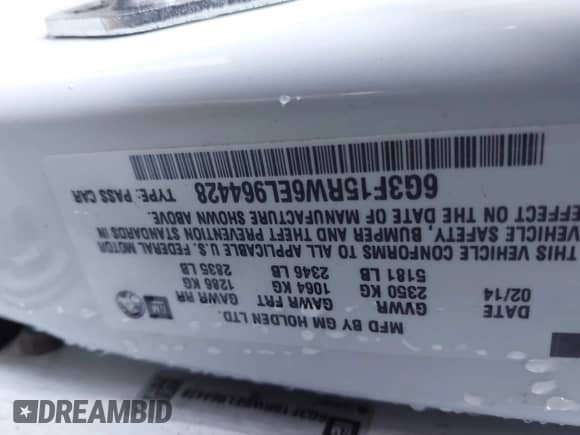 MFD BY GM HOLDEN LTD.
DATE GVWR GAWR FRT GAWR RR
02/14 2350 KG 1064 KG 1286 KG
5181 LB 2346 LB 2835 LB
THIS VEHICLE CONFORMS TO ALL APPLICABLE U.S. FEDERAL MOTOR
VEHICLE SAFETY, BUMPER AND THEFT PREVENTION STANDARDS IN
EFFECT ON THE DATE OF MANUFACTURE SHOWN ABOVE.
6G3F15RW6EL964428 TYPE: PASS CAR
GM
DREAMBID